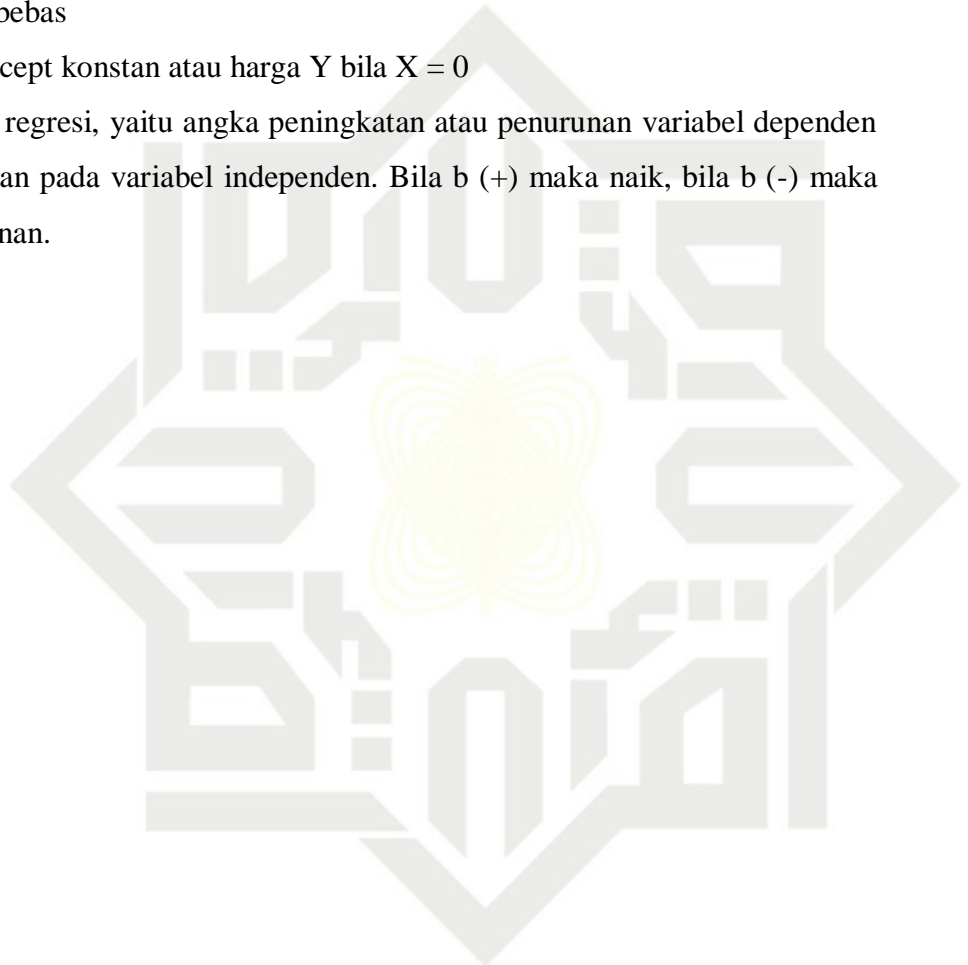 bebas
cept konstan atau harga Y bila X = 0
regresi, yaitu angka peningkatan atau penurunan variabel dependen
an pada variabel independen. Bila b (+) maka naik, bila b (-) maka
nan.